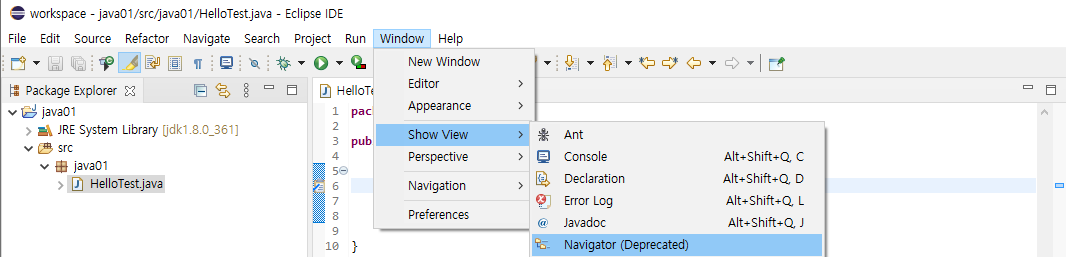 workspace - java01/src/java01/HelloTest.java - Eclipse IDE
File Edit Source Refactor Navigate Search Project Run Window Help
Package Explorer
java01
JRE System Library [jdk1.8.0_361]
src
java01
HelloTest.java
HelloTe
1 pac
2
3 pub
4
5
6
7
8
9
10 }
New Window
Editor
Appearance
Show View
Perspective
Navigation
Preferences
Ant
Console Alt+Shift+Q, C
Declaration Alt+Shift+Q, D
Error Log Alt+Shift+Q, L
Javadoc Alt+Shift+Q, J
Navigator (Deprecated)